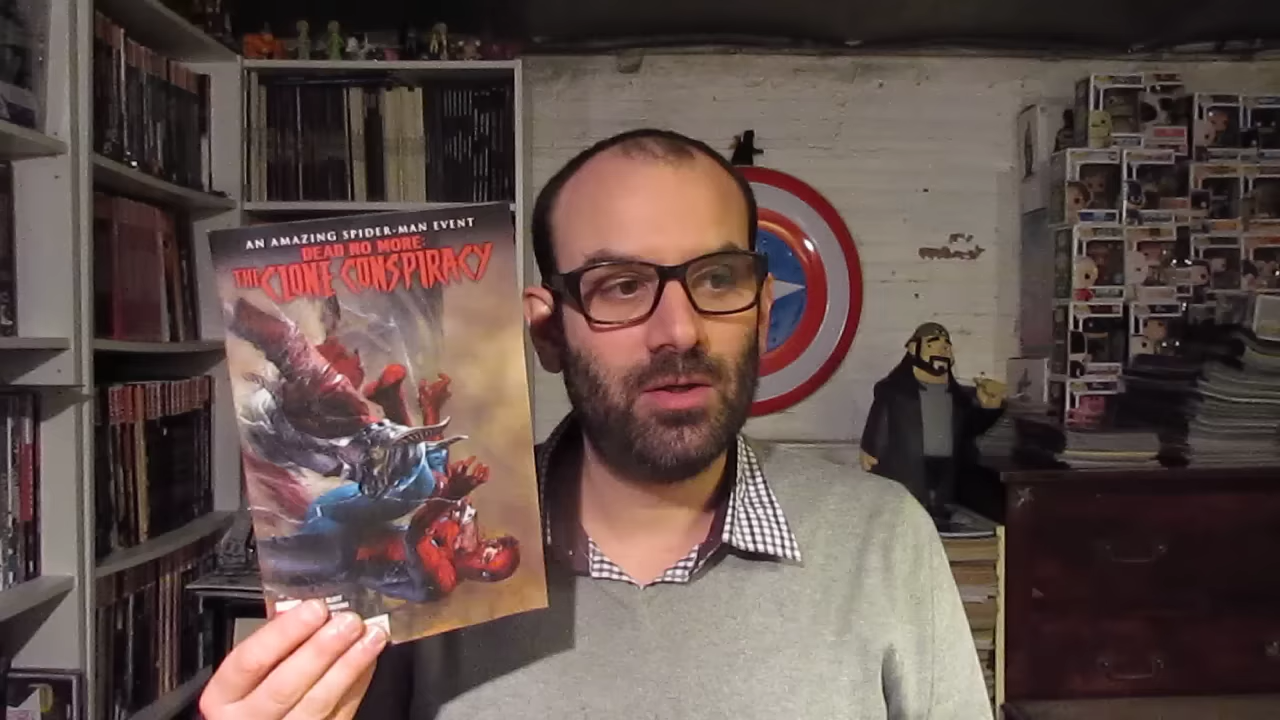 AN AMAZING SPIDER-MAN EVENT
DEAD NO MORE:
THE CLONE CONSPIRACY